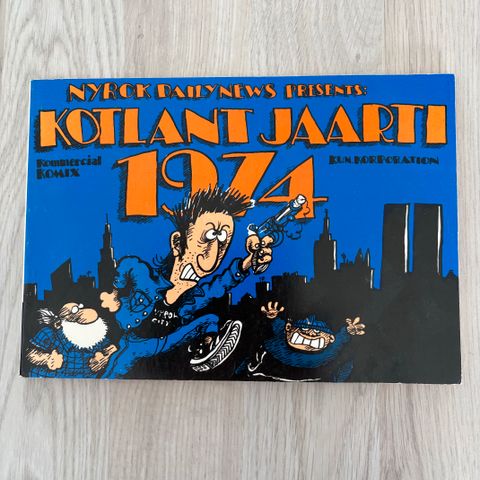 NYROK DAILYNEWS PRESENTS:
KOTLANT JAARTI
Kommercial KOMIX
1974
KUN. KORPORATION